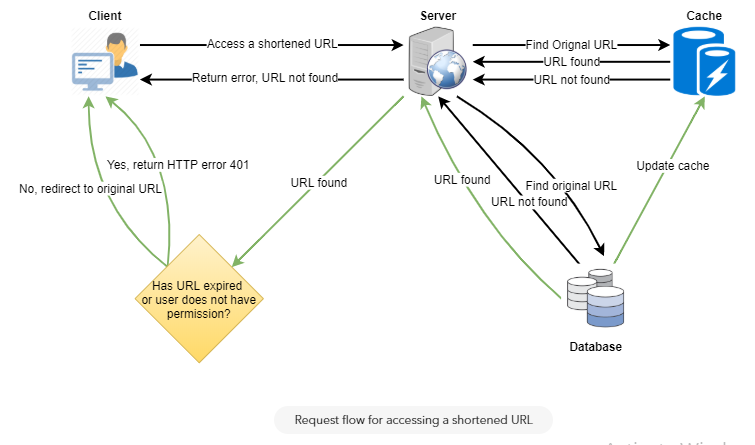 Client
Server
Cache
Access a shortened URL
Find Orignal URL
URL found
Return error, URL not found
URL not found
Yes, return HTTP error 401
No, redirect to original URL
URL found
URL found
Find original URL
URL not found
Update cache
Has URL expired
or user does not have
permission?
Database
Request flow for accessing a shortened URL